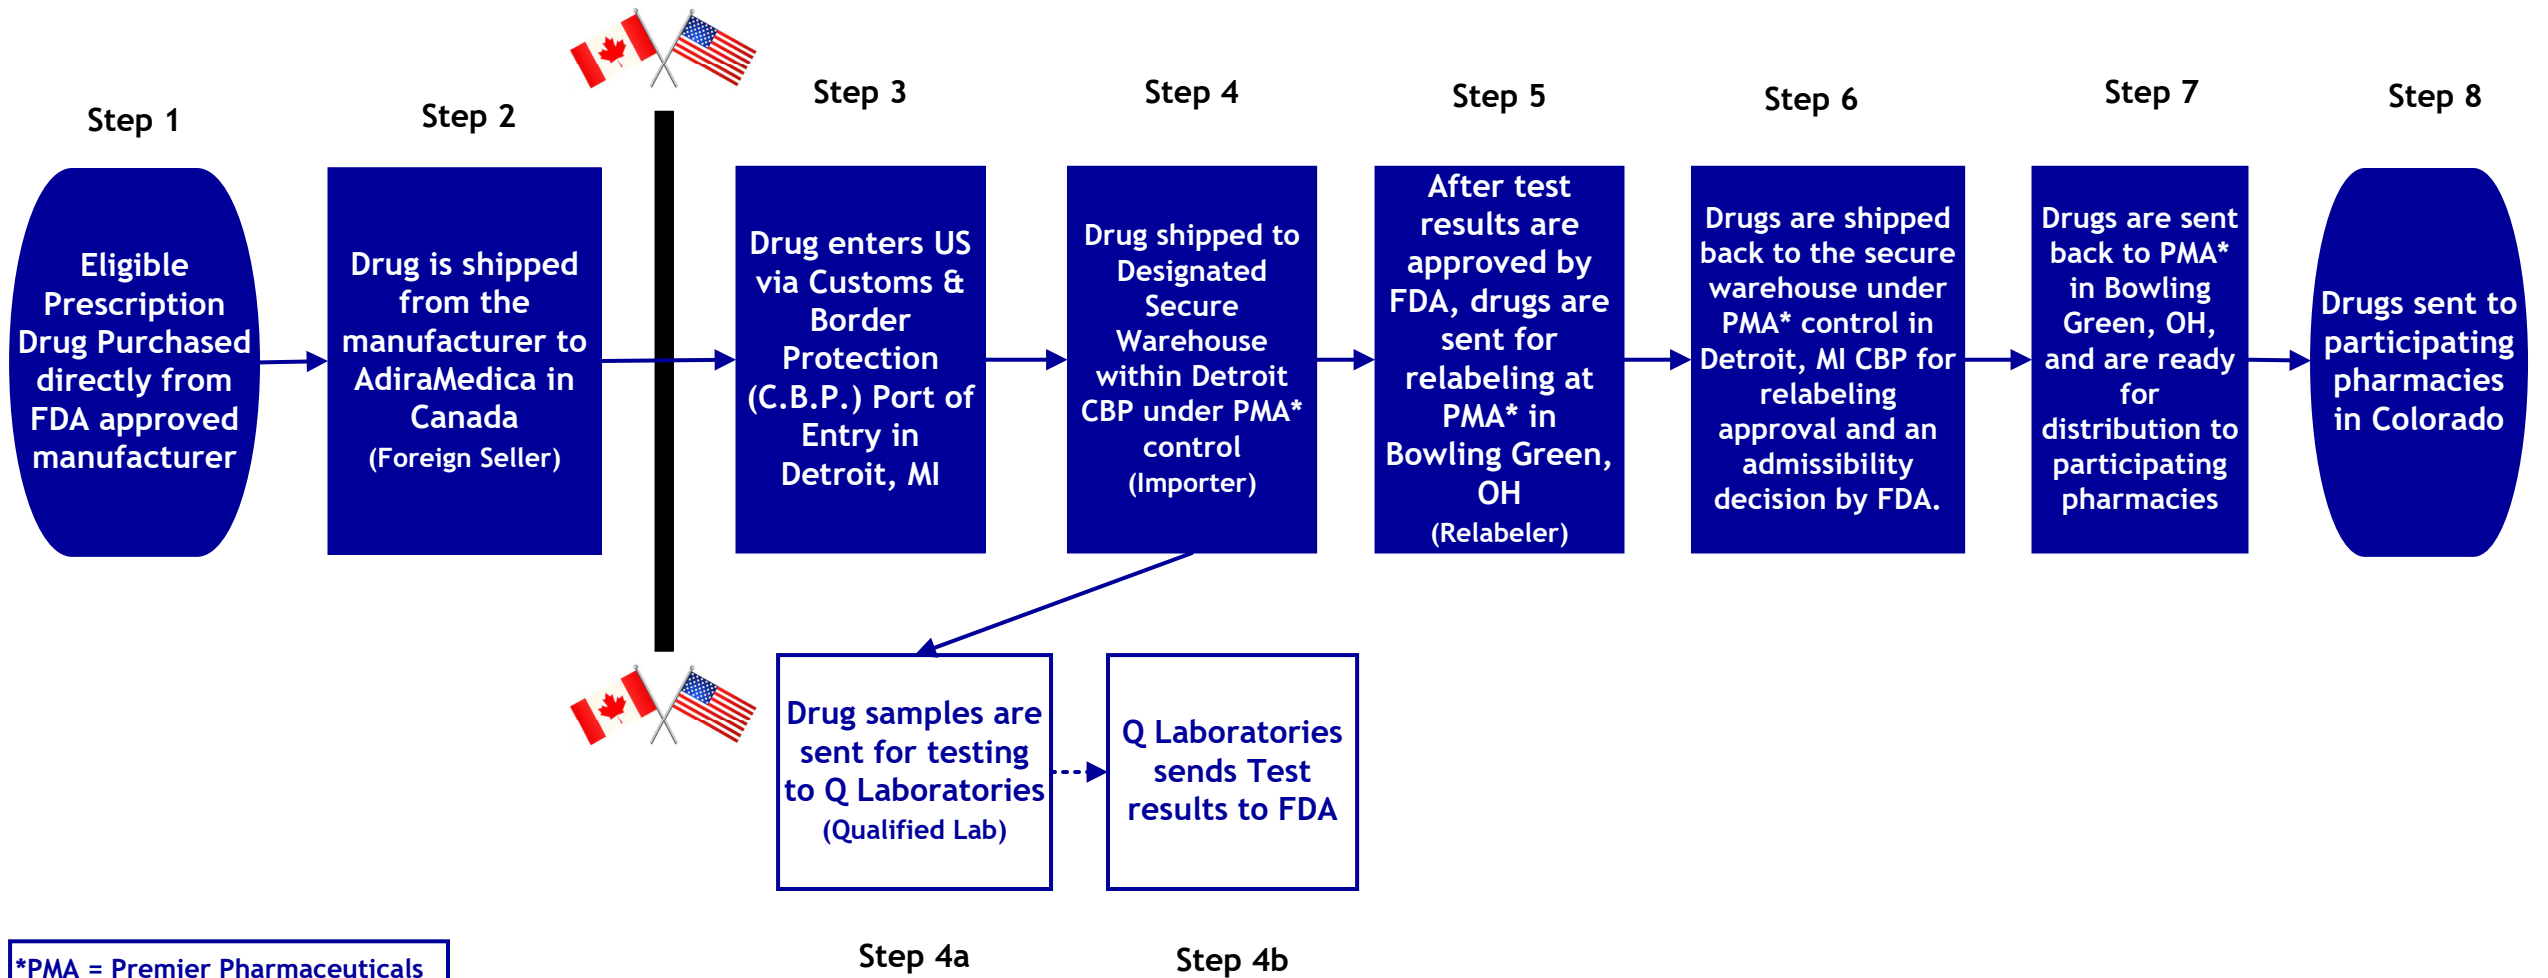 Step 1
Eligible
Prescription
Drug Purchased
directly from
FDA approved
manufacturer
Step 2
Drug is shipped
from the
manufacturer to
AdiraMedica in
Canada
(Foreign Seller)
Step 3
Drug enters US
via Customs &
Border
Protection
(C.B.P.) Port of
Entry in
Detroit, MI
Step 4
Drug shipped to
Designated
Secure
Warehouse
within Detroit
CBP under PMA*
control
(Importer)
Step 5
After test
results are
approved by
FDA, drugs are
sent for
relabeling at
PMA* in
Bowling Green,
OH
(Relabeler)
Step 6
Drugs are shipped
back to the secure
warehouse under
PMA* control in
Detroit, MI CBP for
relabeling
approval and an
admissibility
decision by FDA.
Step 7
Drugs are sent
back to PMA*
in Bowling
Green, OH,
and are ready
for
distribution to
participating
pharmacies
Step 8
Drugs sent to
participating
pharmacies
in Colorado
Drug samples are
sent for testing
to Q Laboratories
(Qualified Lab)
Step 4a
Q Laboratories
sends Test
results to FDA
Step 4b
*PMA = Premier Pharmaceuticals